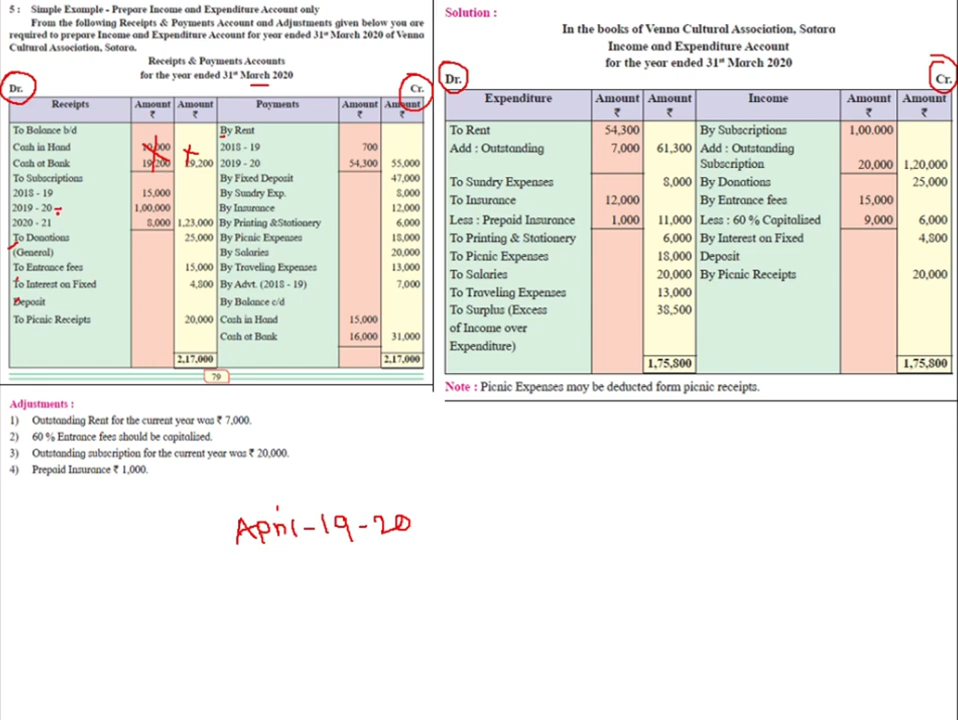 5 : Simple Example - Prepare Income and Expenditure Account only
From the following Receipts & Payments Account and Adjustments given below you are
required to prepare Income and Expenditure Account for year ended 31st March 2020 of Venna
Cultural Association, Satara.
Receipts & Payments Accounts
for the year ended 31st March 2020
Dr. Cr.
Receipts Amount ₹ Amount ₹ Payments Amount ₹ Amount ₹
To Balance b/d By Rent
Cash in Hand 2018 - 19 700
Cash at Bank 19,200 2019 - 20 54,300 55,000
To Subscriptions By Fixed Deposit 47,000
2018 - 19 15,000 By Sundry Exp. 8,000
2019 - 20 1,00,000 By Insurance 12,000
2020 - 21 8,000 1,23,000 By Printing &Stationery 6,000
To Donations 25,000 By Picnic Expenses 18,000
(General) By Salaries 20,000
To Entrance fees 15,000 By Traveling Expenses 13,000
To Interest on Fixed 4,800 By Advt. (2018 - 19) 7,000
Deposit By Balance c/d
To Picnic Receipts 20,000 Cash in Hand 15,000
Cash at Bank 16,000 31,000
2,17,000 2,17,000
79
Adjustments :
1) Outstanding Rent for the current year was ₹ 7,000.
2) 60 % Entrance fees should be capitalised.
3) Outstanding subscription for the current year was ₹ 20,000.
4) Prepaid Insurance ₹ 1,000.
April-19-20
Solution :
In the books of Venna Cultural Association, Satara
Income and Expenditure Account
for the year ended 31st March 2020
Dr. Cr.
Expenditure Amount ₹ Amount ₹ Income Amount ₹ Amount ₹
To Rent 54,300 By Subscriptions 1,00.000
Add : Outstanding 7,000 61,300 Add : Outstanding
Subscription 20,000 1,20,000
To Sundry Expenses 8,000 By Donations 25,000
To Insurance 12,000 By Entrance fees 15,000
Less : Prepaid Insurance 1,000 11,000 Less : 60 % Capitalised 9,000 6,000
To Printing & Stationery 6,000 By Interest on Fixed 4,800
To Picnic Expenses 18,000 Deposit
To Salaries 20,000 By Picnic Receipts 20,000
To Traveling Expenses 13,000
To Surplus (Excess 38,500
of Income over
Expenditure)
1,75,800 1,75,800
Note : Picnic Expenses may be deducted form picnic receipts.